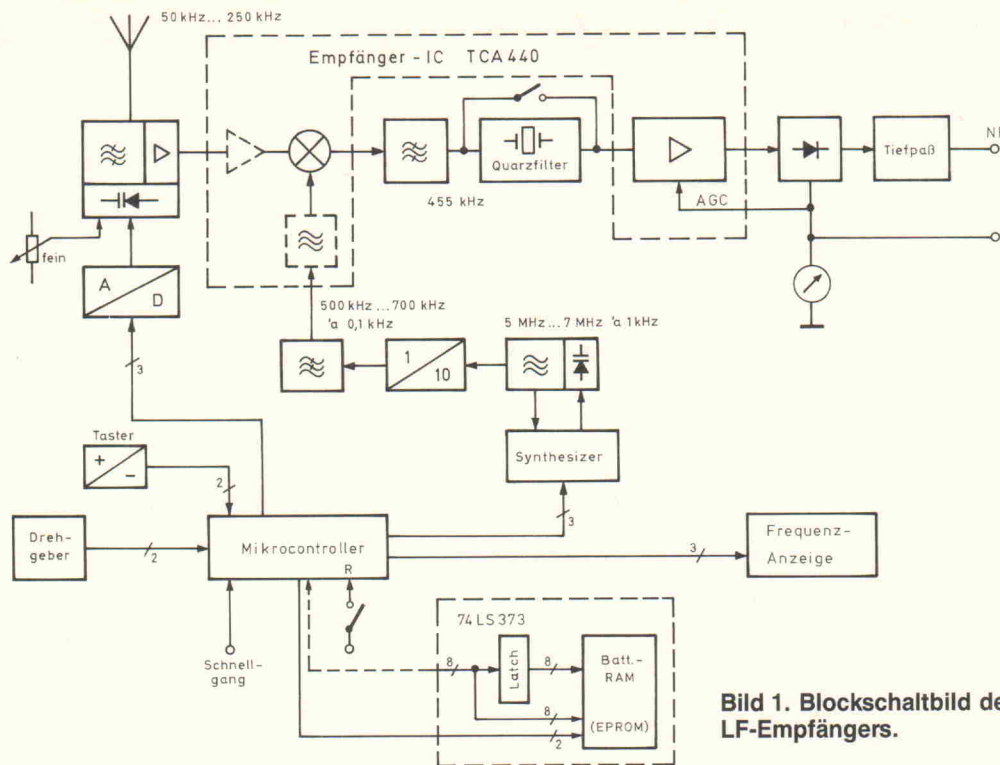 50 kHz... 250 kHz
Empfänger - IC TCA 440
Quarzfilter
455 kHz
AGC
Tiefpaß
fein
A
D
3
500 kHz ... 700 kHz
'a 0,1 kHz
5 MHz ... 7 MHz 'a 1 kHz
1
10
Synthesizer
3
Taster
+
-
2
Dreh-
geber
2
Mikrocontroller
R
3
Frequenz-
Anzeige
Schnell-
gang
74 LS 373
8
Latch
8
Batt.-
RAM
8
2
(EPROM)
Bild 1. Blockschaltbild
LF-Empfängers.